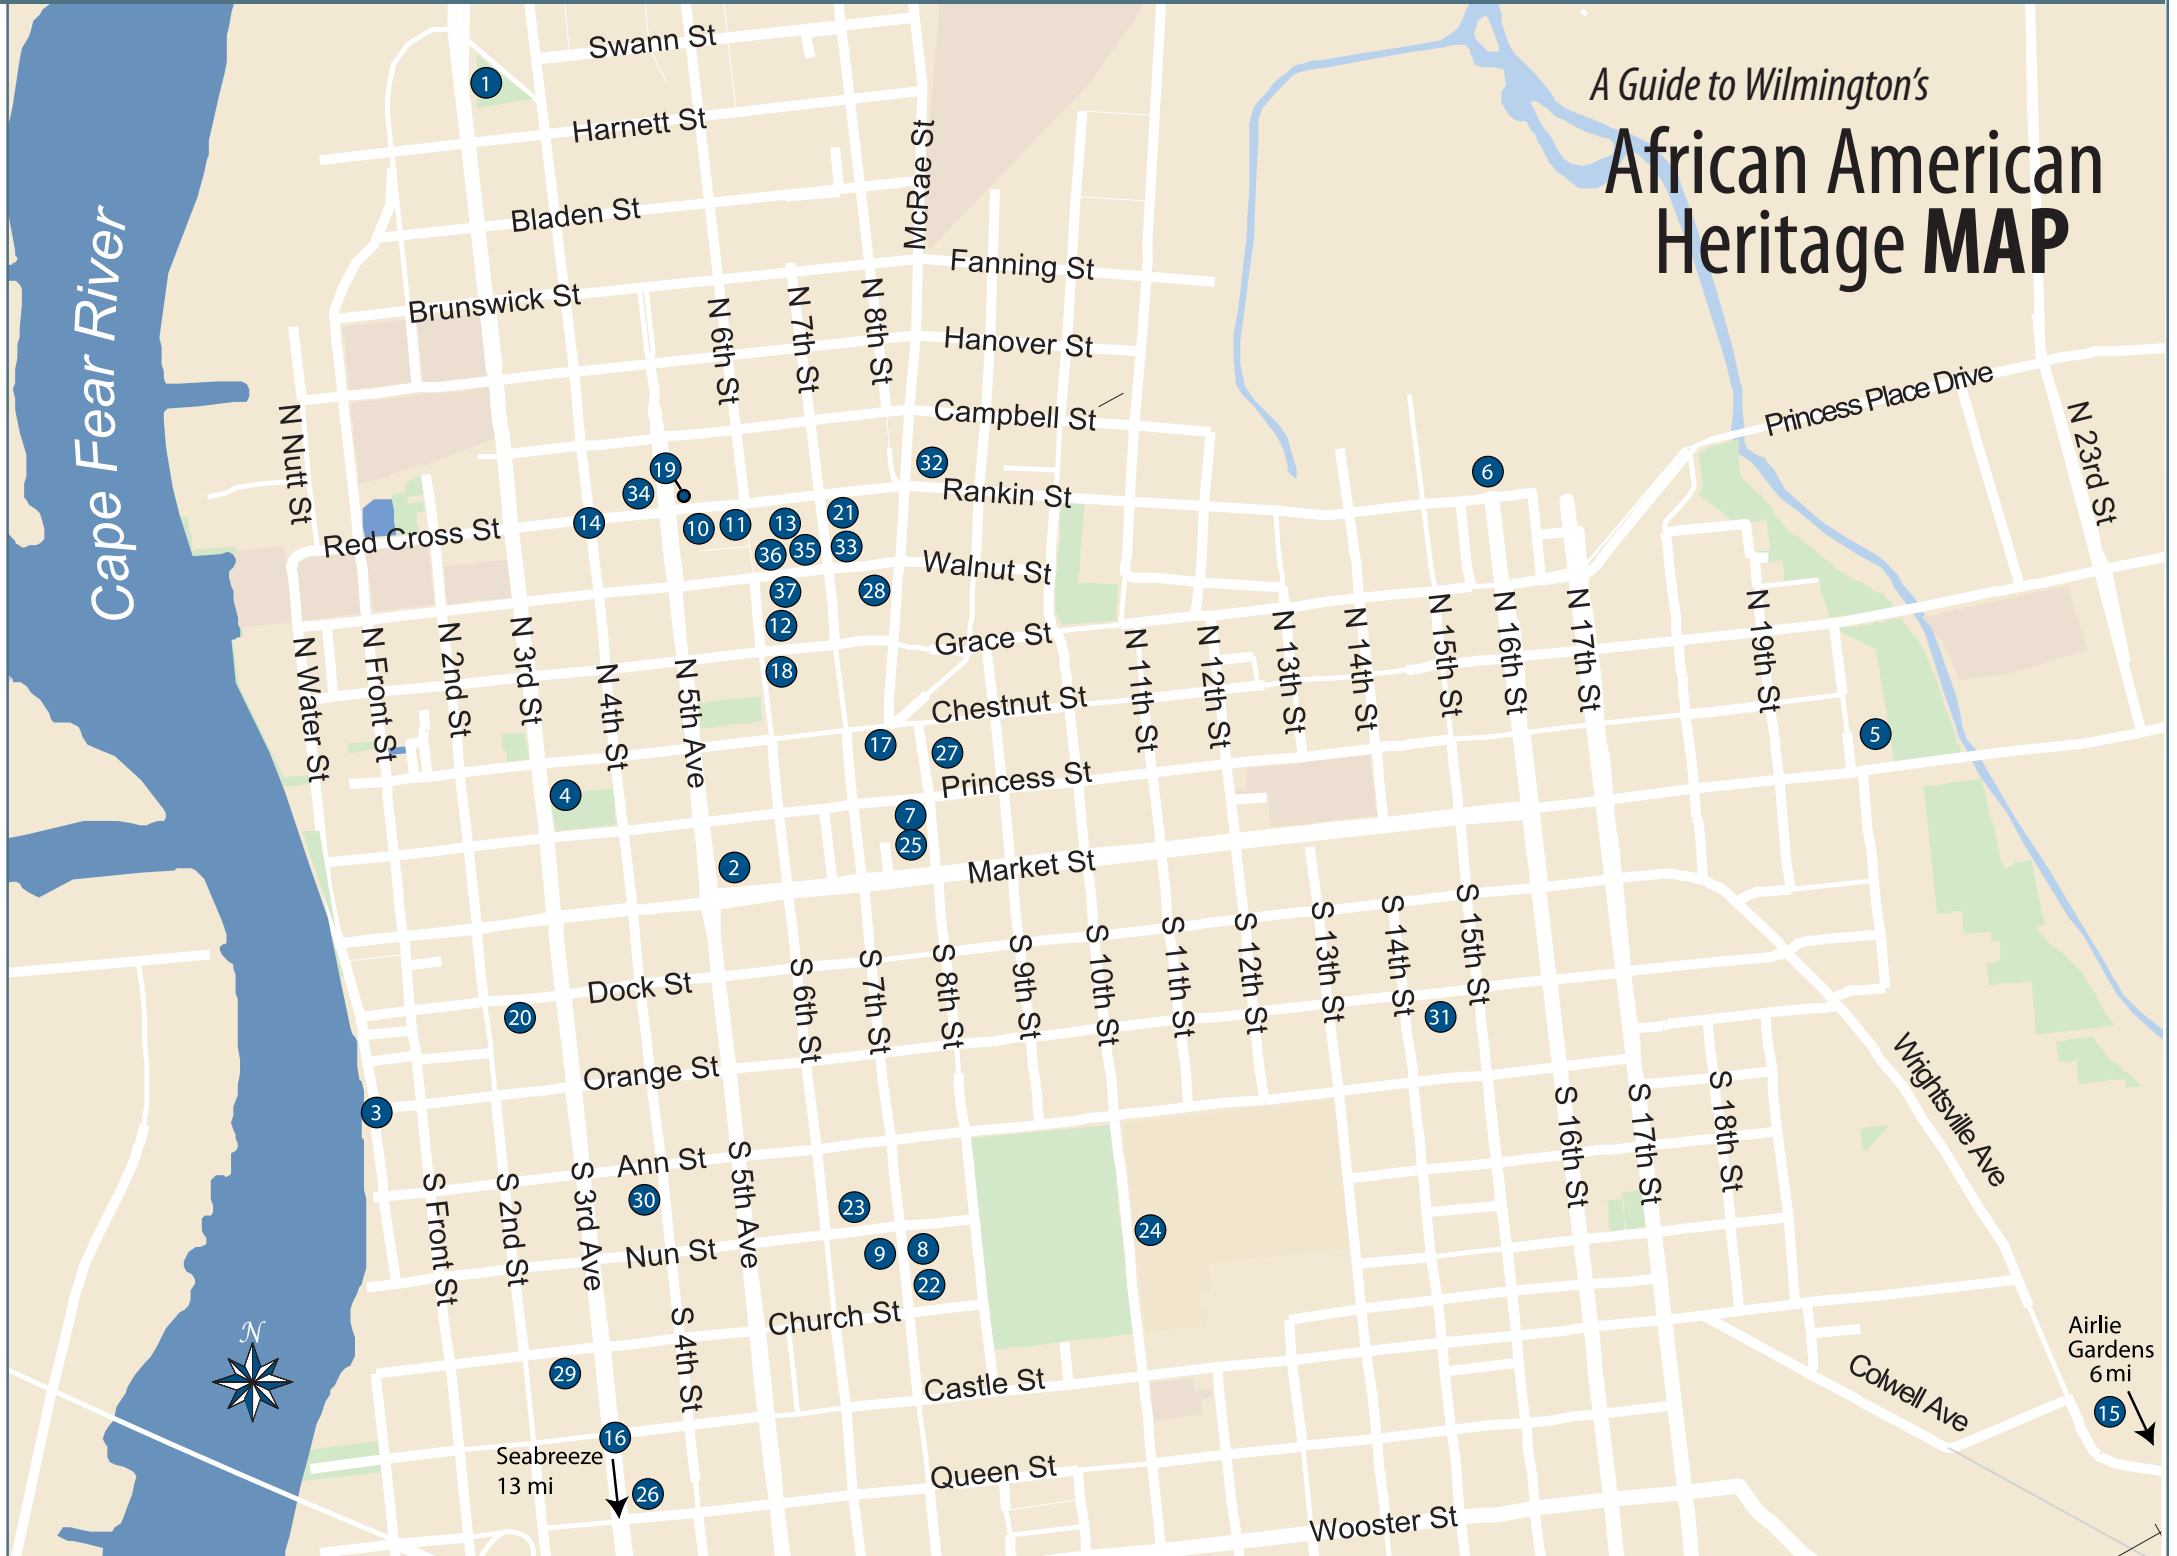 A Guide to Wilmington's
African American
Heritage MAP
Swann St
1
Harnett St
McRae St
Bladen St
Cape Fear River
Fanning St
Brunswick St
N 6th St
N 7th St
N 8th St
Hanover St
Princess Place Drive
N Nutt St
Campbell St
N 23rd St
19
32
6
34
Rankin St
14
Red Cross St
10
11
13
21
36
35
33
Walnut St
37
28
12
Grace St
18
N Water St
N Front St
N 2nd St
N 3rd St
N 4th St
N 5th Ave
N 11th St
N 12th St
N 13th St
N 14th St
N 15th St
N 16th St
N 17th St
N 19th St
Chestnut St
17
27
5
Princess St
4
7
25
2
Market St
S 6th St
S 7th St
S 8th St
S 9th St
S 10th St
S 11th St
S 12th St
S 13th St
S 14th St
S 15th St
Dock St
20
31
Orange St
3
Wrightsville Ave
S 16th St
S 17th St
S 18th St
Ann St
S Front St
S 2nd St
S 3rd Ave
S 5th Ave
30
23
24
Nun St
9
8
22
Church St
S 4th St
N
29
Castle St
Colwell Ave
Airlie
Gardens
6 mi
15
16
Seabreeze
13 mi
26
Queen St
Wooster St